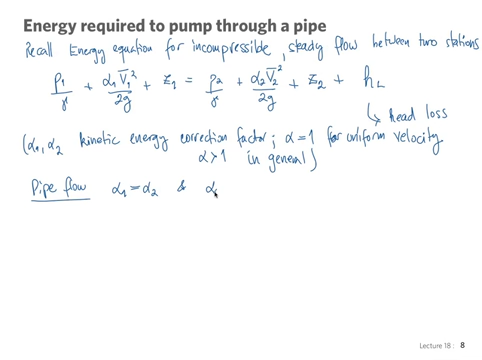 Energy required to pump through a pipe
Recall Energy equation for incompressible, steady flow between two stations
p₁/γ + α₁V̄₁²/2g + z₁ = p₂/γ + α₂V̄₂²/2g + z₂ + h_L
↳ head loss
(α₁, α₂ kinetic energy correction factor; α = 1 for uniform velocity
α > 1 in general)
Pipe flow α₁ = α₂ & α
Lecture 18 : 8